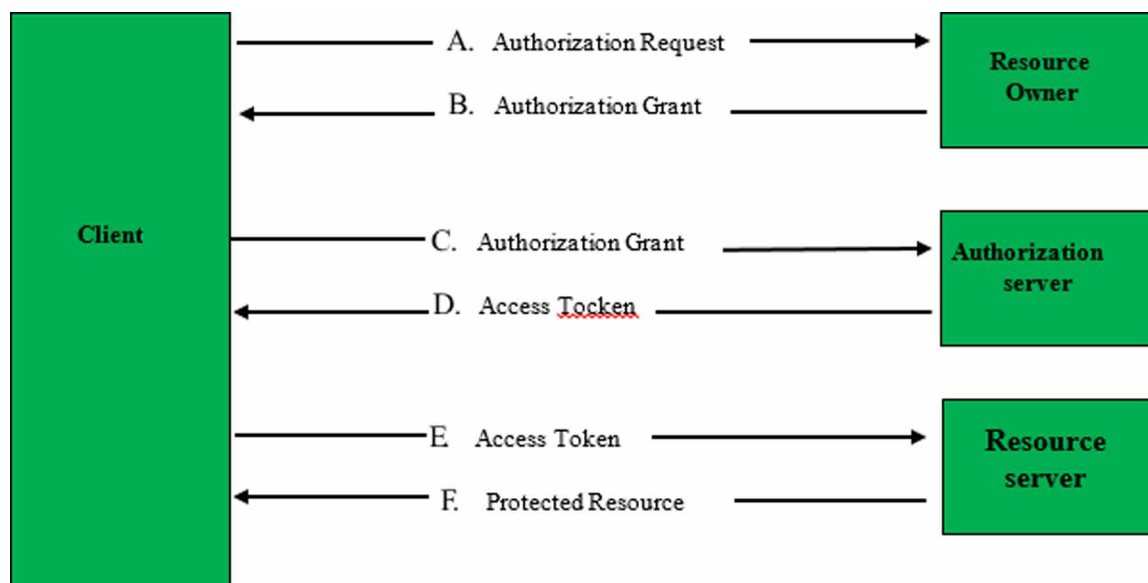 A. Authorization Request
Resource
Owner
B. Authorization Grant
Client
C. Authorization Grant
Authorization
server
D. Access Tocken
E Access Token
Resource
server
F. Protected Resource